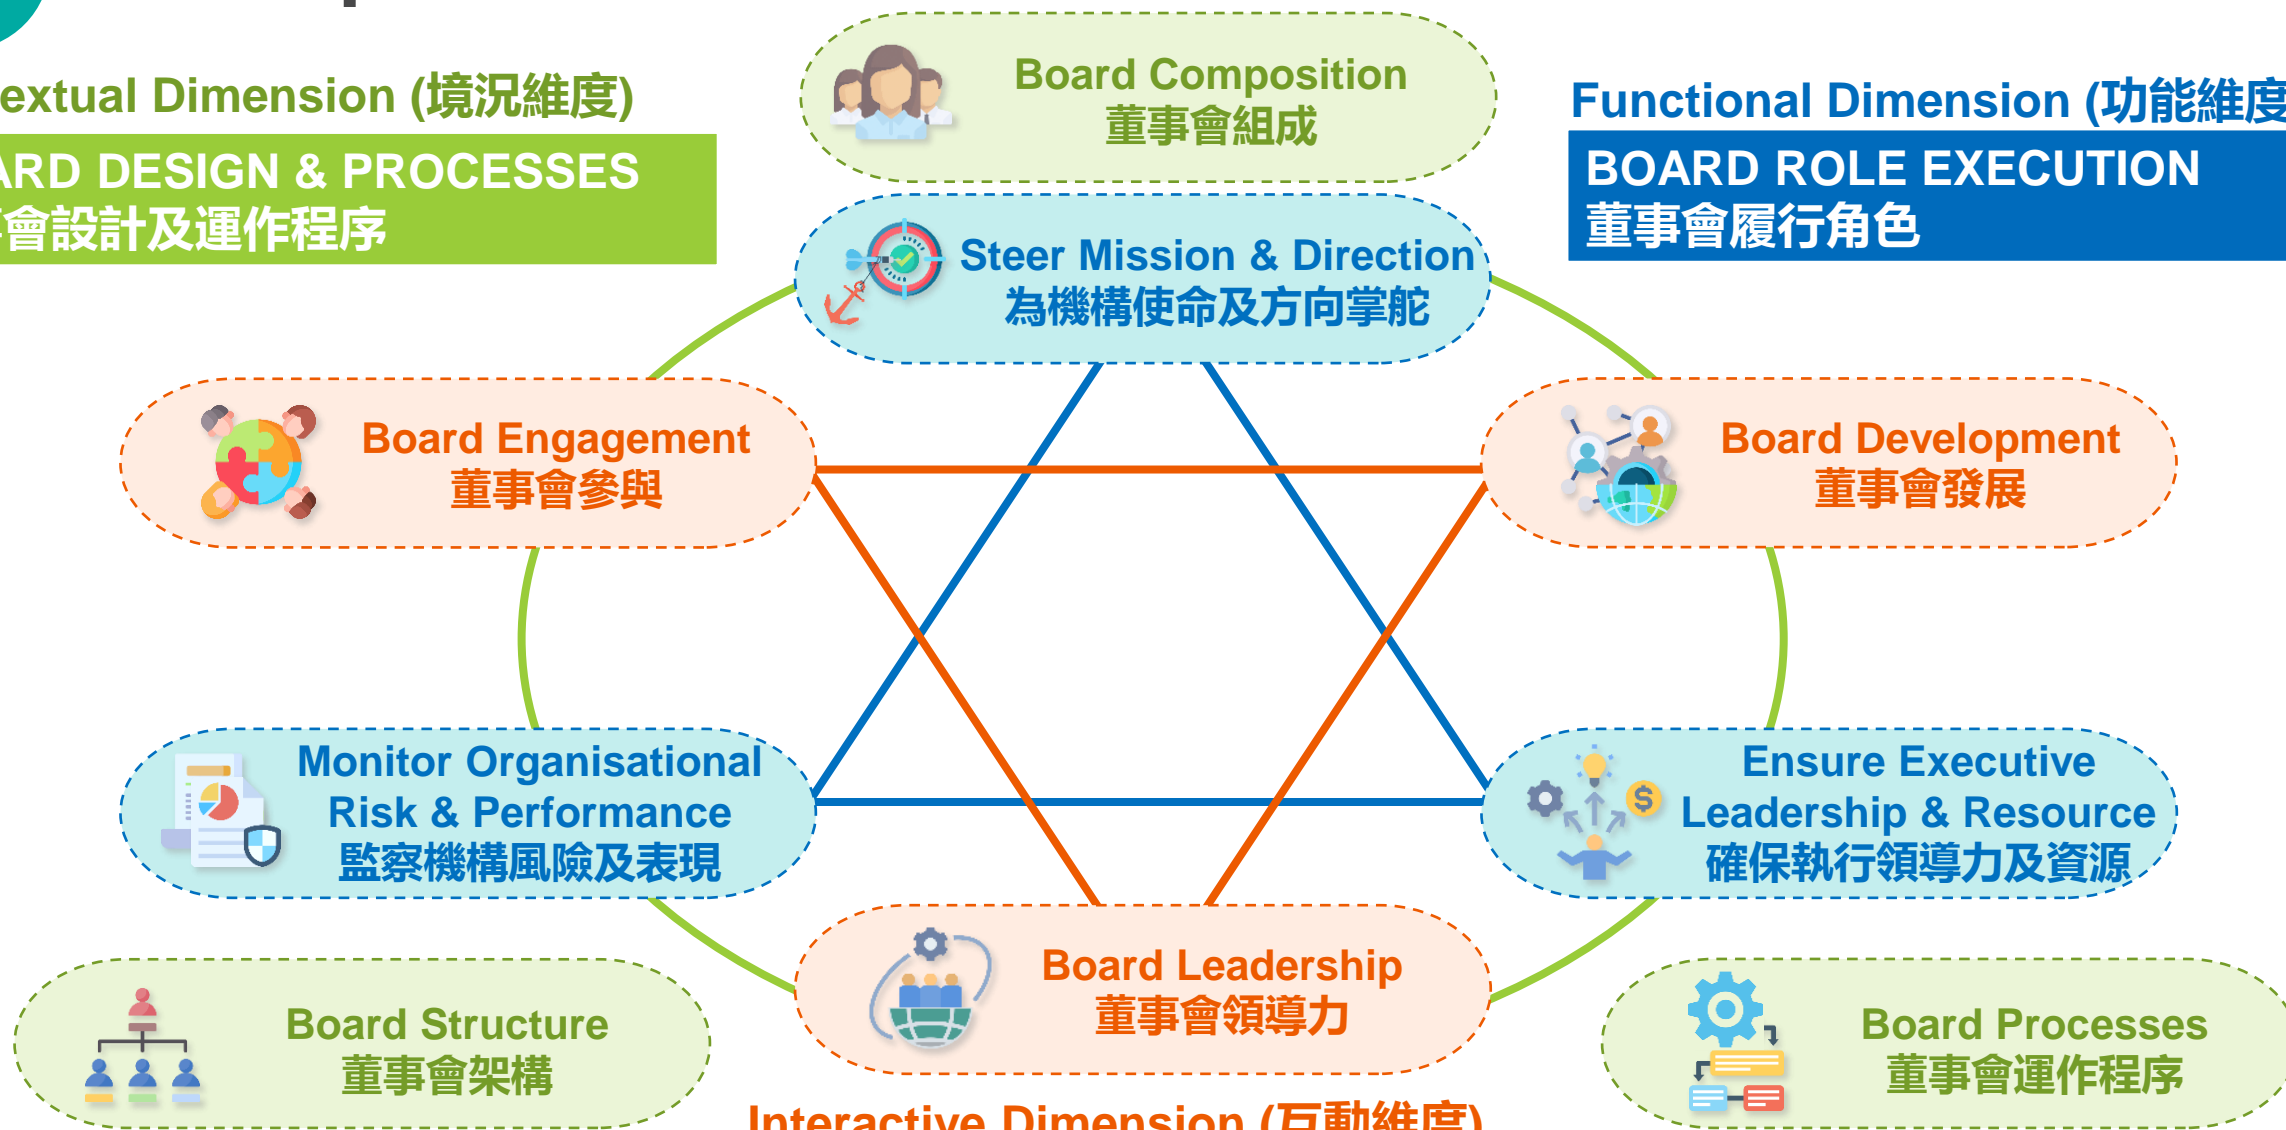 extual Dimension (境況維度)
ARD DESIGN & PROCESSES
會設計及運作程序
Board Composition
董事會組成
Functional Dimension (功能維度
BOARD ROLE EXECUTION
董事會履行角色
Steer Mission & Direction
為機構使命及方向掌舵
Board Engagement
董事會參與
Board Development
董事會發展
Monitor Organisational
Risk & Performance
監察機構風險及表現
Ensure Executive
Leadership & Resource
確保執行領導力及資源
Board Leadership
董事會領導力
Board Structure
董事會架構
Board Processes
董事會運作程序
Interactive Dimension (互動維度)